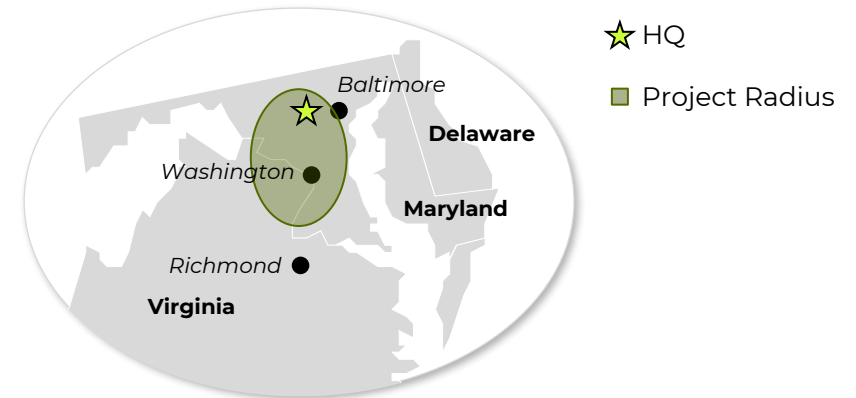 HQ
Project Radius
Baltimore
Delaware
Washington
Maryland
Richmond
Virginia